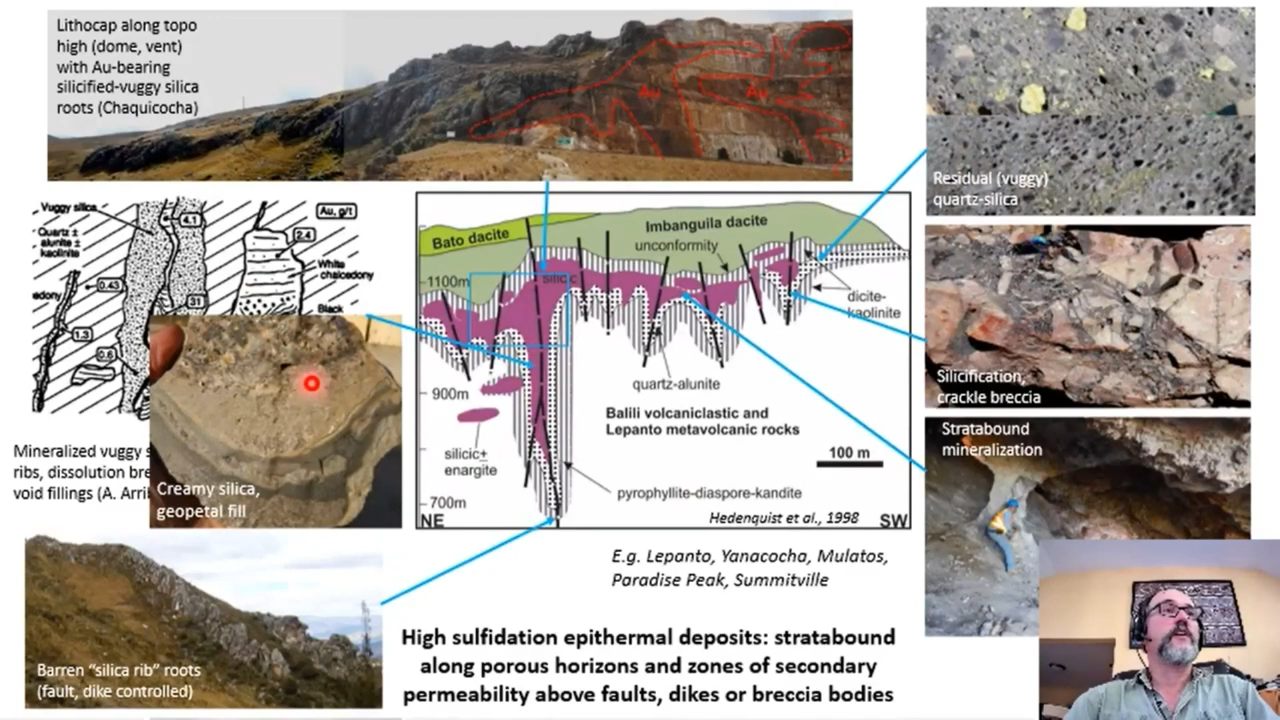 Lithocap along topo
high (dome, vent)
with Au-bearing
silicified-vuggy silica
roots (Chaquicocha)
Au
Au
Residual (vuggy)
quartz-silica
Vuggy silica
Quartz ±
alunite ±
kaolinite
4.1
Au, g/t
2.4
0.43
White
chalcedony
31
Black
1.3
0.6
Mineralized vuggy
ribs, dissolution
void fillings (A.
Creamy silica,
geopetal fill
Bato dacite
Imbanguila dacite
unconformity
1100m
silicic
dicite-
kaolinite
quartz-alunite
900m
Balili volcaniclastic and
Lepanto metavolcanic rocks
silicic±
enargite
100 m
pyrophyllite-diaspore-kandite
700m
NE
Hedenquist et al., 1998
SW
Silicification,
crackle breccia
Stratabound
mineralization
E.g. Lepanto, Yanacocha, Mulatos,
Paradise Peak, Summitville
Barren “silica rib” roots
(fault, dike controlled)
High sulfidation epithermal deposits: stratabound
along porous horizons and zones of secondary
permeability above faults, dikes or breccia bodies